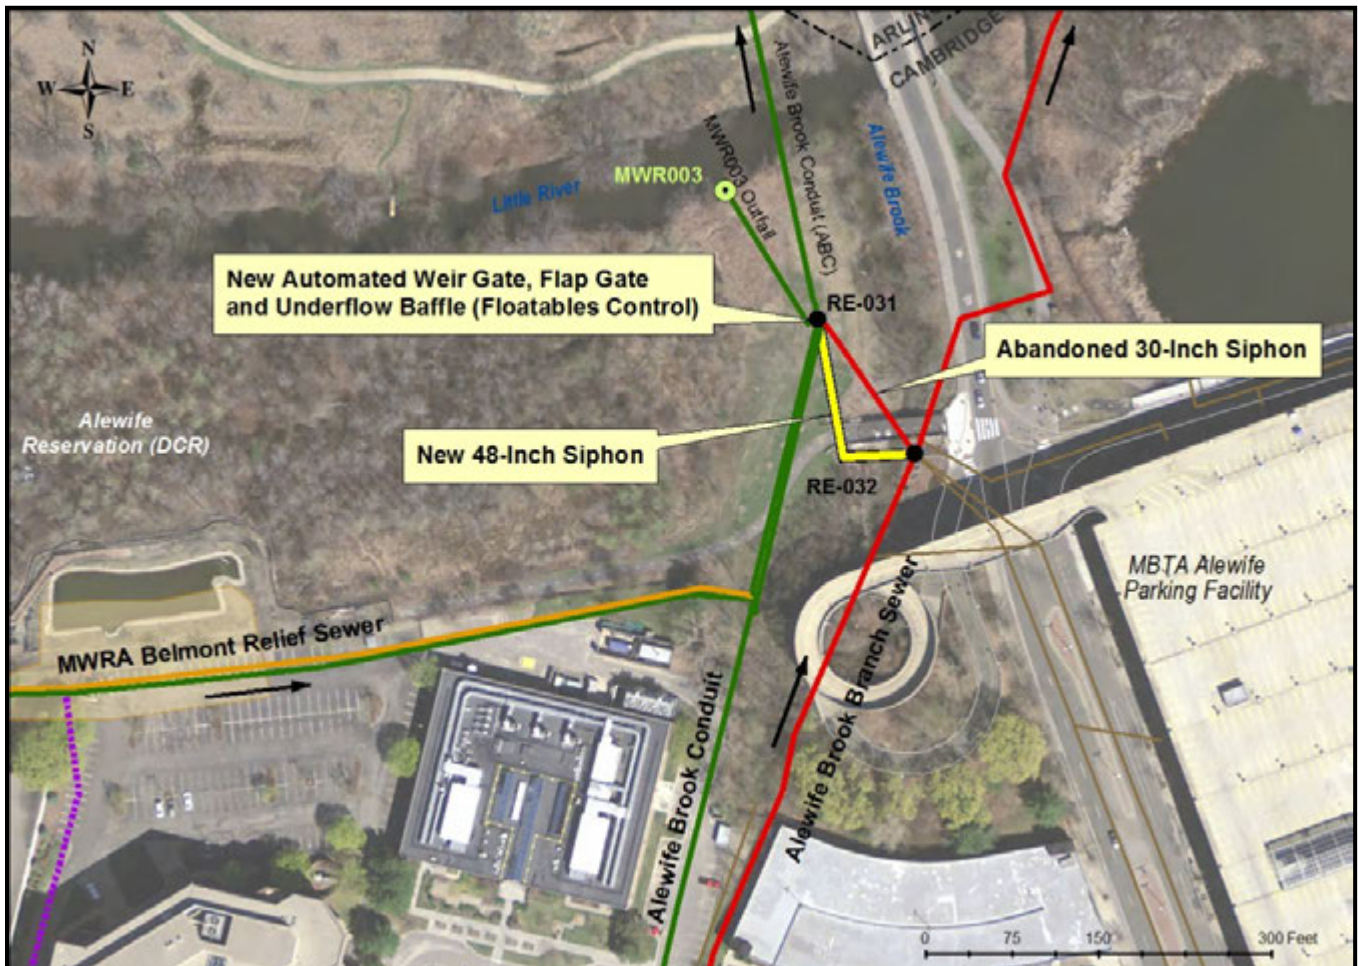 N
W E
S
ARLIN
CAMBRIDGE
Alewife Brook Conduit (ABC)
MWR003
MWR003 Outfall
Little River
Alewife Brook
New Automated Weir Gate, Flap Gate
and Underflow Baffle (Floatables Control)
RE-031
Abandoned 30-Inch Siphon
Alewife
Reservation (DCR)
New 48-Inch Siphon
RE-032
MBTA Alewife
Parking Facility
MWRA Belmont Relief Sewer
Alewife Brook Conduit
Alewife Brook Branch Sewer
0 75 150 300 Feet